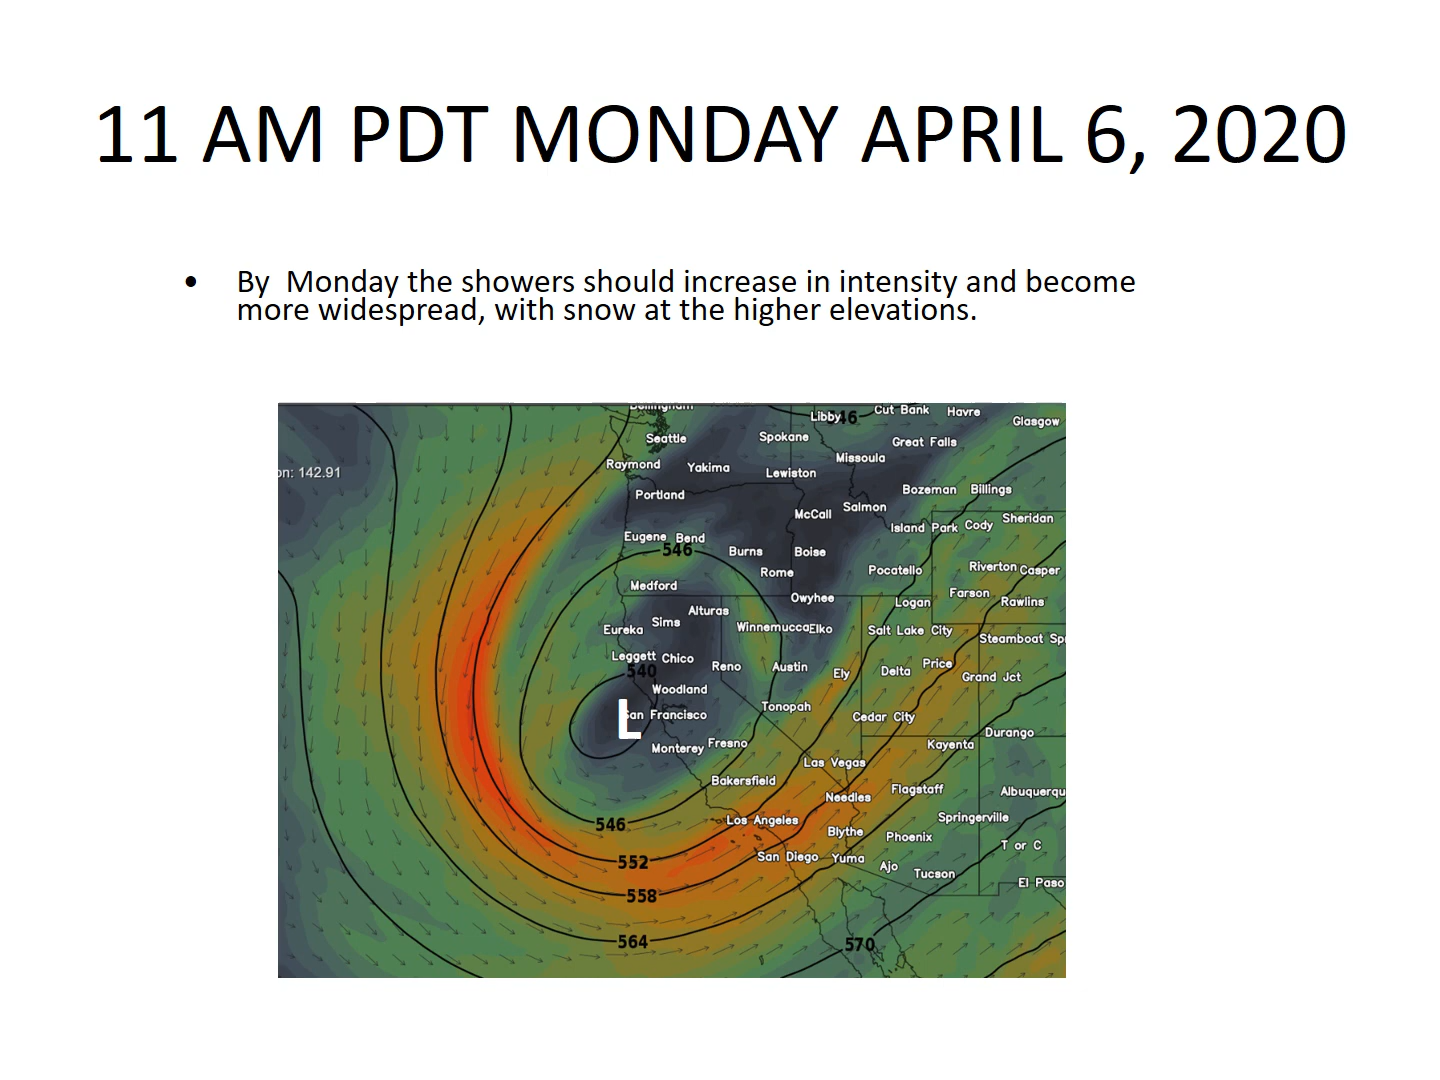 11 AM PDT MONDAY APRIL 6, 2020
• By  Monday the showers should increase in intensity and become
more widespread, with snow at the higher elevations.
Bellingham
Libby 546 Cut Bank Havre
Glasgow
Seattle Spokane Great Falls
Raymond Yakima Lewiston Missoula
on: 142.91
Portland Bozeman Billings
McCall Salmon
Island Park Cody Sheridan
Eugene Bend
546 Burns Boise
Rome Pocatello Riverton Casper
Medford
Owyhee Logan Farson Rawlins
Alturas
Eureka Sims Winnemucca Elko Salt Lake City
Steamboat Sp
Leggett Chico Reno Austin
540 Ely Delta Price Grand Jct
Woodland
L San Francisco Tonopah Cedar City
Monterey Fresno Kayenta Durango
Las Vegas
Bakersfield
Needles Flagstaff Albuquerqu
Los Angeles Springerville
546 Blythe Phoenix
T or C
552 San Diego Yuma
Ajo Tucson
El Paso
558
564 570